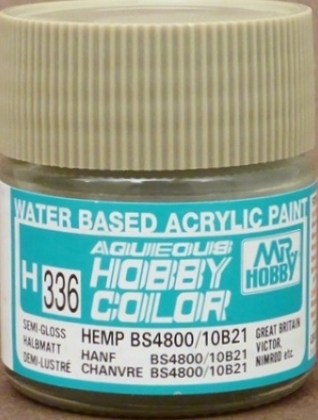 WATER BASED ACRYLIC PAINT
AQUEOUS
HOBBY
COLOR
MR
HOBBY
H 336
SEMI-GLOSS
HALBMATT
DEMI-LUSTRÉ
HEMP BS4800/10B21
HANF BS4800/10B21
CHANVRE BS4800/10B21
GREAT BRITAIN
VICTOR,
NIMROD etc.